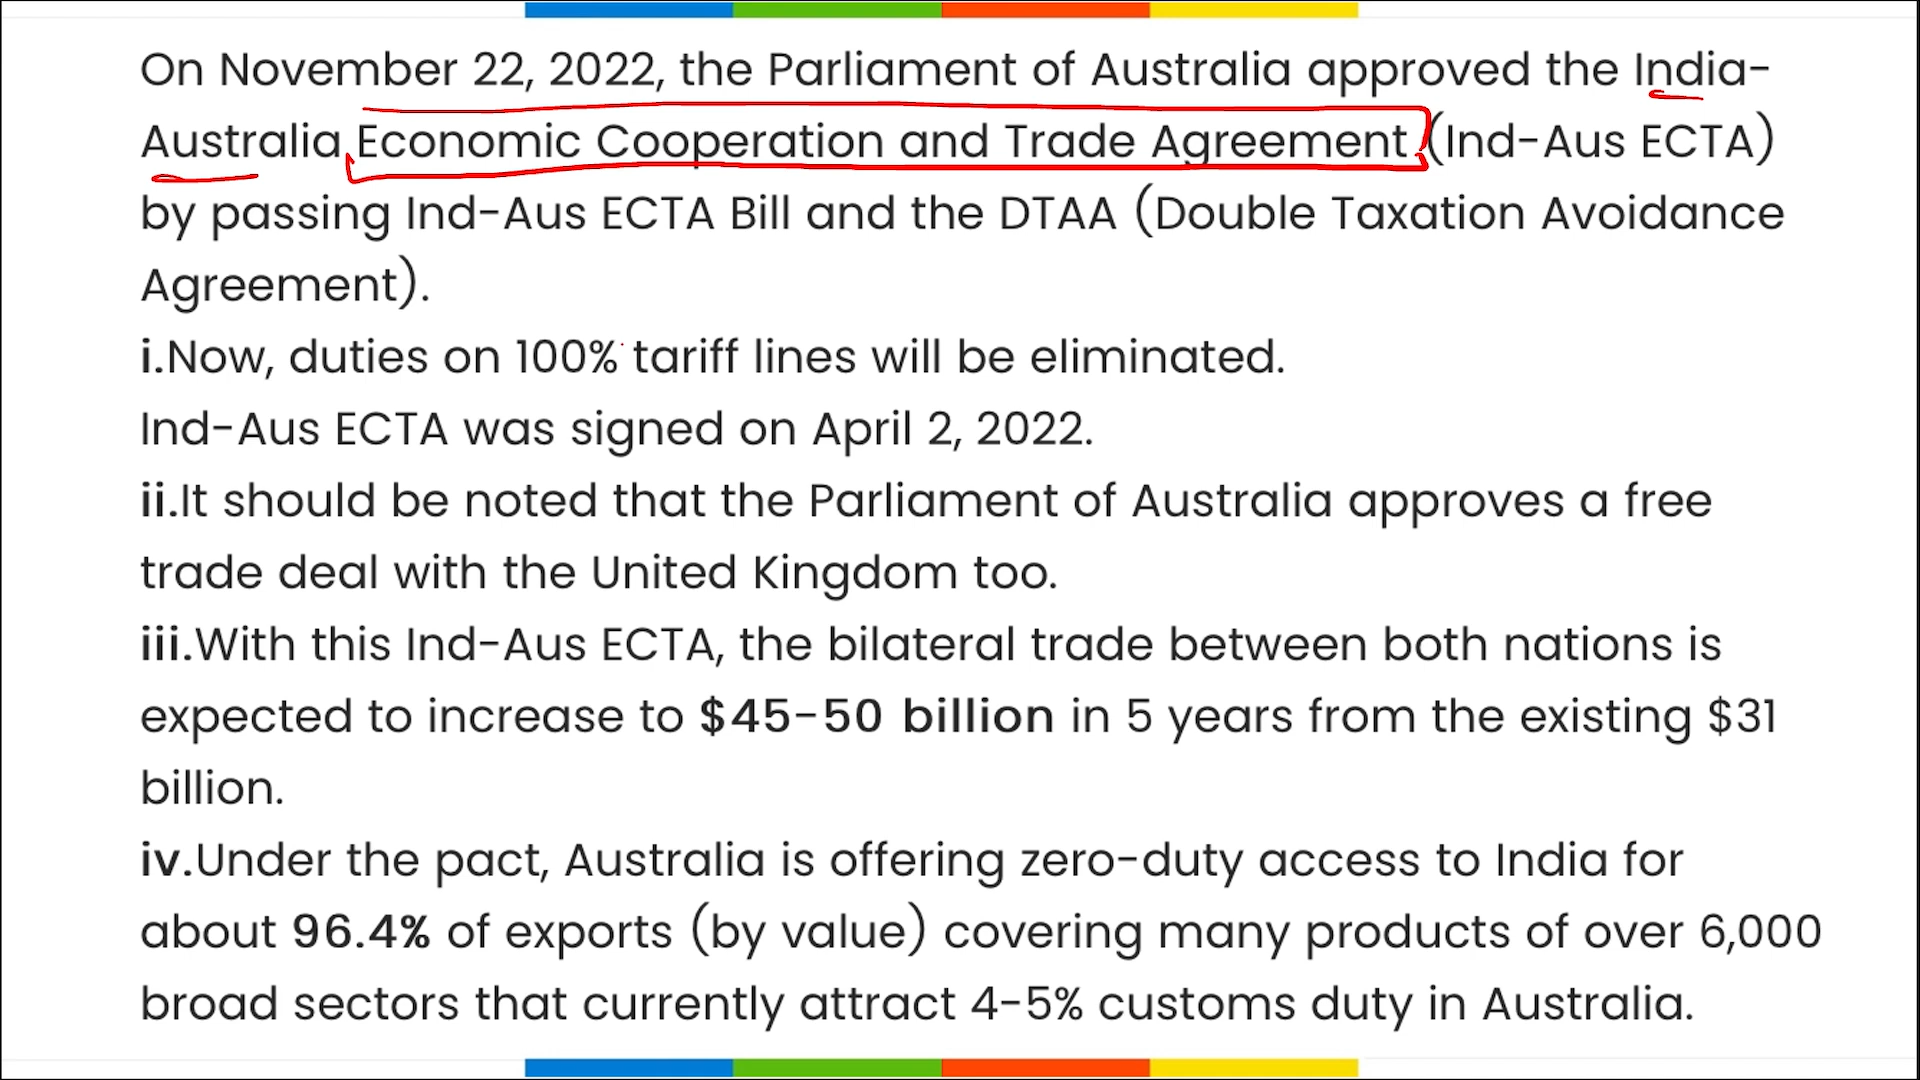 On November 22, 2022, the Parliament of Australia approved the India-
Australia Economic Cooperation and Trade Agreement (Ind-Aus ECTA)
by passing Ind-Aus ECTA Bill and the DTAA (Double Taxation Avoidance
Agreement).
i.Now, duties on 100% tariff lines will be eliminated.
Ind-Aus ECTA was signed on April 2, 2022.
ii.It should be noted that the Parliament of Australia approves a free
trade deal with the United Kingdom too.
iii.With this Ind-Aus ECTA, the bilateral trade between both nations is
expected to increase to $45-50 billion in 5 years from the existing $31
billion.
iv.Under the pact, Australia is offering zero-duty access to India for
about 96.4% of exports (by value) covering many products of over 6,000
broad sectors that currently attract 4-5% customs duty in Australia.